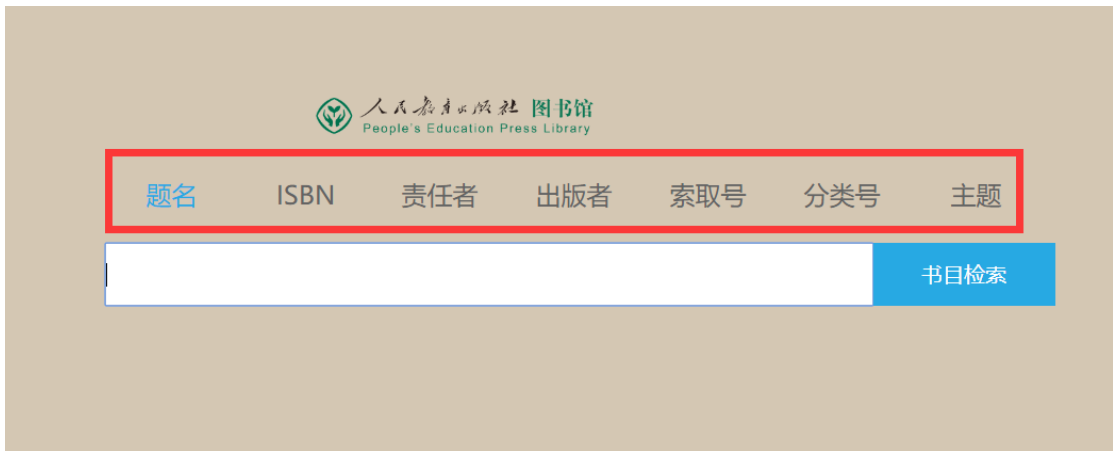 人民教育出版社 图书馆
People's Education Press Library
题名 ISBN 责任者 出版者 索取号 分类号 主题
书目检索